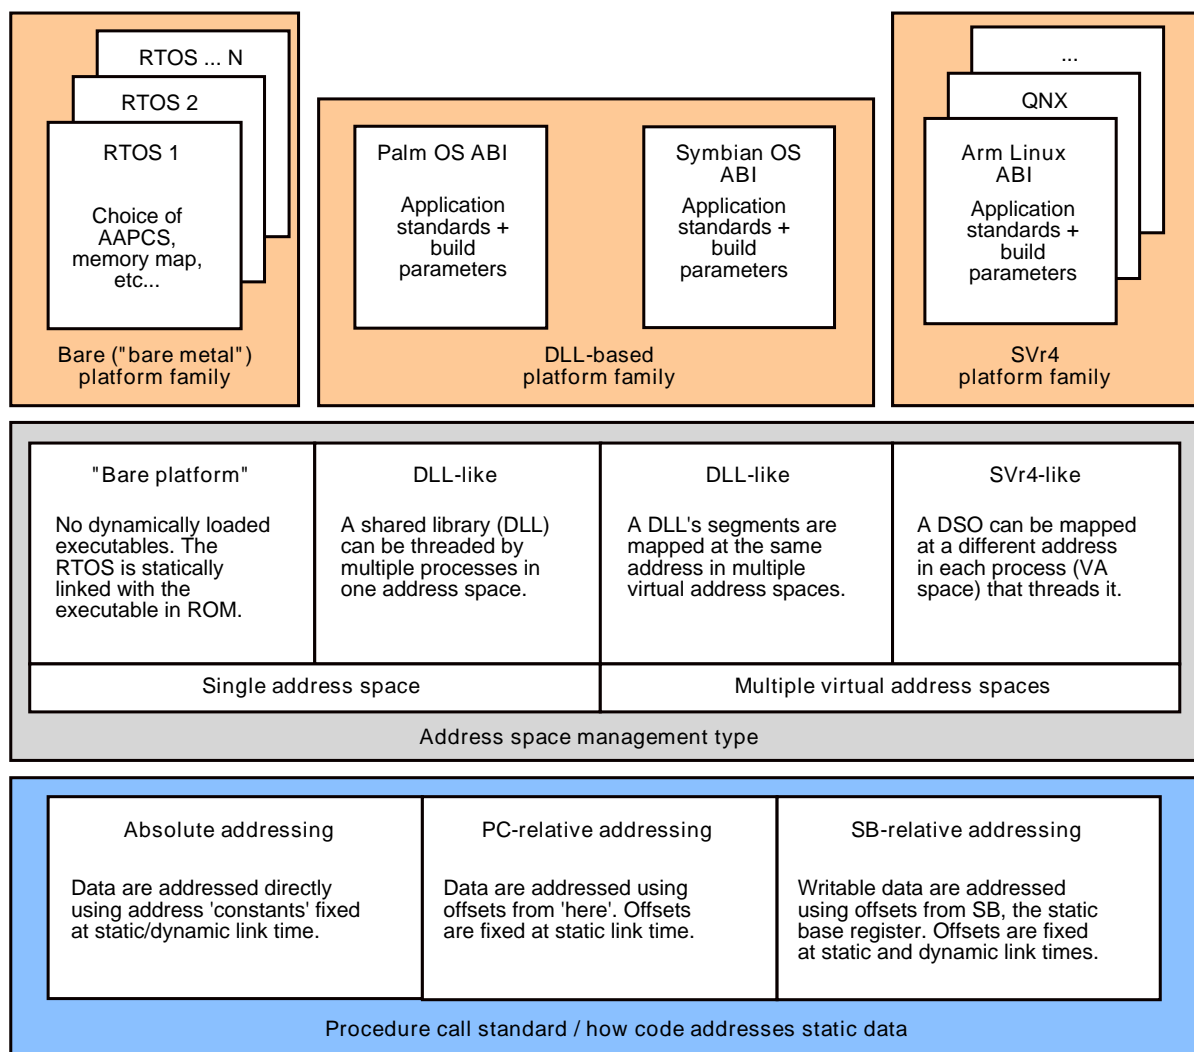 RTOS ... N
RTOS 2
RTOS 1
Choice of
AAPCS,
memory map,
etc...
Bare ("bare metal")
platform family
Palm OS ABI
Application
standards +
build
parameters
Symbian OS
ABI
Application
standards +
build
parameters
DLL-based
platform family
...
QNX
Arm Linux
ABI
Application
standards +
build
parameters
SVr4
platform family
"Bare platform"
No dynamically loaded
executables. The
RTOS is statically
linked with the
executable in ROM.
DLL-like
A shared library (DLL)
can be threaded by
multiple processes in
one address space.
DLL-like
A DLL's segments are
mapped at the same
address in multiple
virtual address spaces.
SVr4-like
A DSO can be mapped
at a different address
in each process (VA
space) that threads it.
Single address space
Multiple virtual address spaces
Address space management type
Absolute addressing
Data are addressed directly
using address 'constants' fixed
at static/dynamic link time.
PC-relative addressing
Data are addressed using
offsets from 'here'. Offsets
are fixed at static link time.
SB-relative addressing
Writable data are addressed
using offsets from SB, the static
base register. Offsets are fixed
at static and dynamic link times.
Procedure call standard / how code addresses static data